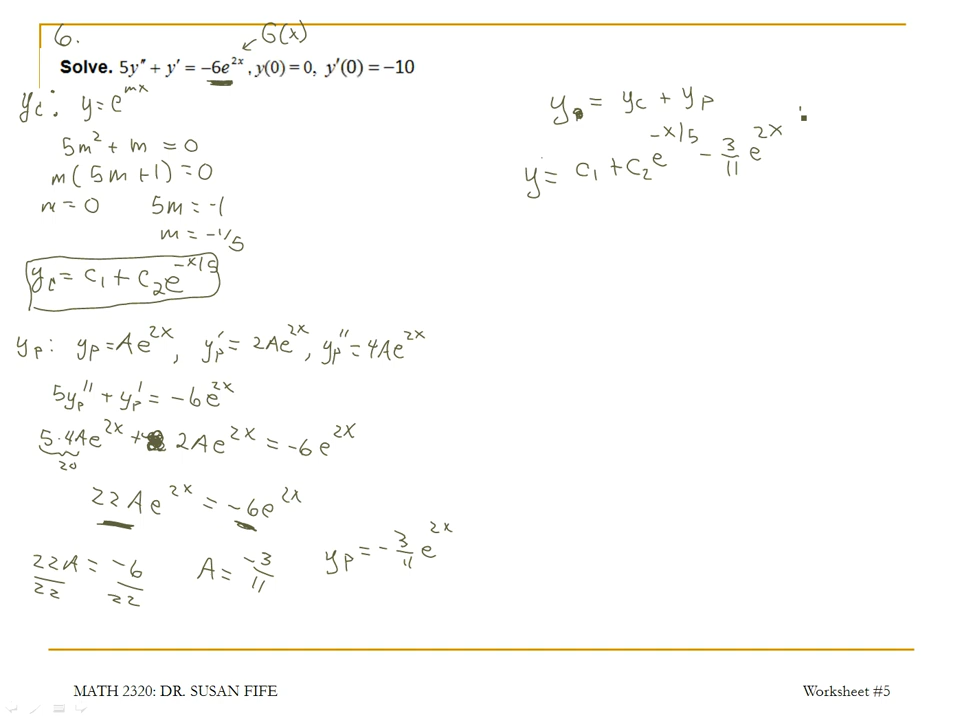 6.
G(x)
Solve. 5y″ + y′ = −6e^{2x}, y(0) = 0, y′(0) = −10
y_c : y = e^{mx}
5m² + m = 0
m(5m + 1) = 0
m = 0   5m = −1
m = −1/5
y_c = c₁ + c₂e^{−x/5}
y_p : y_p = Ae^{2x}, y_p′ = 2Ae^{2x}, y_p″ = 4Ae^{2x}
5y_p″ + y_p′ = −6e^{2x}
5·4Ae^{2x} + 2Ae^{2x} = −6e^{2x}
20
22Ae^{2x} = −6e^{2x}
22A/22 = −6/22   A = −3/11   y_p = −3/11 e^{2x}
y = y_c + y_p
y = c₁ + c₂e^{−x/5} − 3/11 e^{2x}
MATH 2320: DR. SUSAN FIFE   Worksheet #5